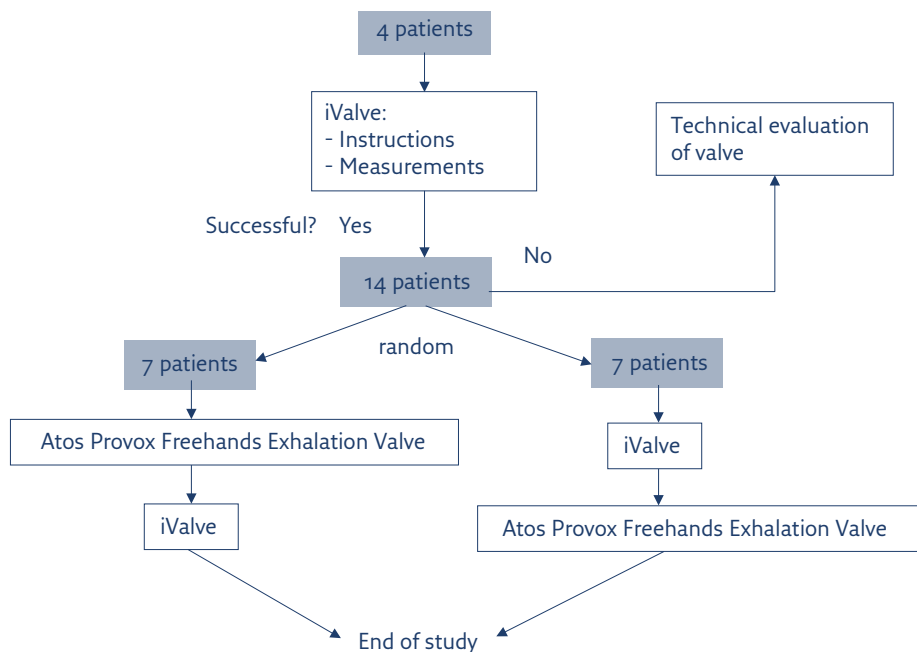 4 patients
iValve:
- Instructions
- Measurements
Technical evaluation
of valve
Successful? Yes
No
14 patients
random
7 patients
7 patients
Atos Provox Freehands Exhalation Valve
iValve
iValve
Atos Provox Freehands Exhalation Valve
End of study